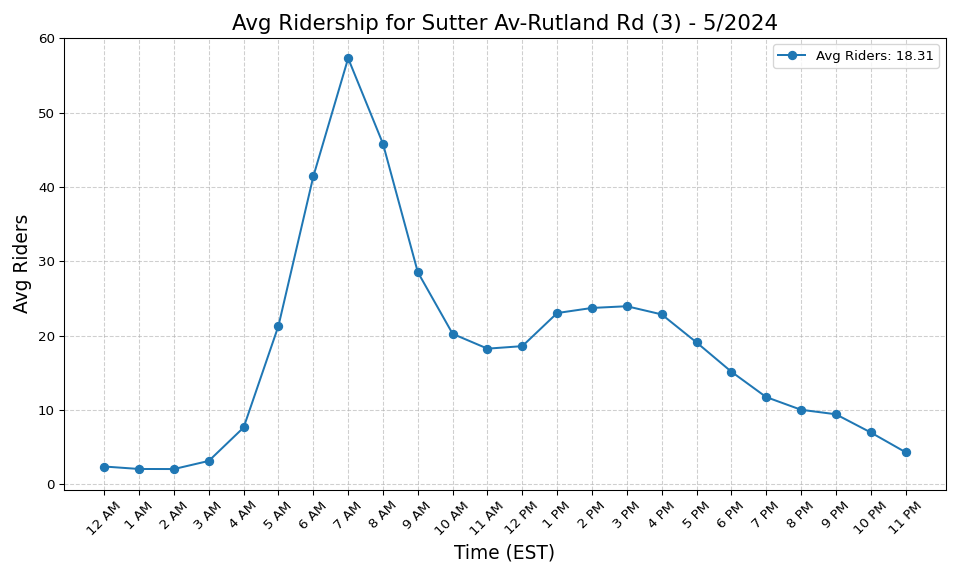 Avg Ridership for Sutter Av-Rutland Rd (3) - 5/2024
Avg Riders: 18.31
Avg Riders
60
50
40
30
20
10
0
12 AM 1 AM 2 AM 3 AM 4 AM 5 AM 6 AM 7 AM 8 AM 9 AM 10 AM 11 AM 12 PM 1 PM 2 PM 3 PM 4 PM 5 PM 6 PM 7 PM 8 PM 9 PM 10 PM 11 PM
Time (EST)